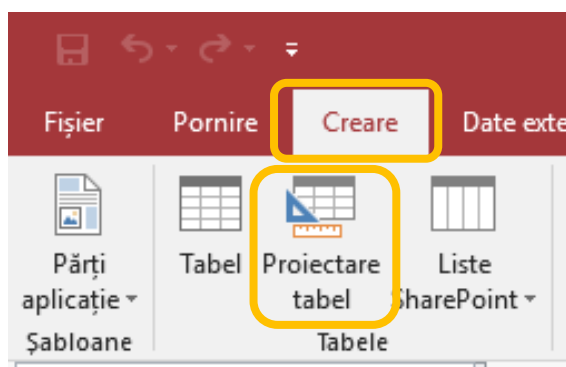 Fișier Pornire Creare Date exte
Părți Tabel Proiectare Liste
aplicație tabel SharePoint
Șabloane Tabele